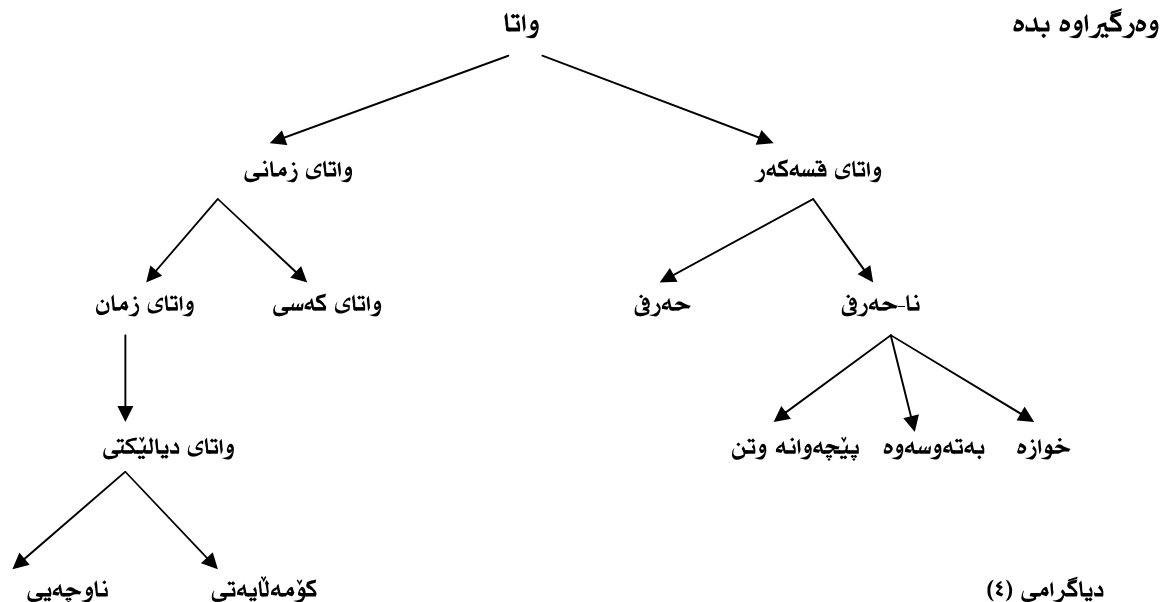 وەرگیراوە بدە
واتا
واتای قسەکەر
واتای زمانی
نا-حەرفی
حەرفی
واتای کەسی
واتای زمان
خوازە
بەتەوسەوە
پێچەوانە وتن
واتای دیالێکتی
کۆمەڵایەتی
ناوچەیی
دیاگرامی (٤)